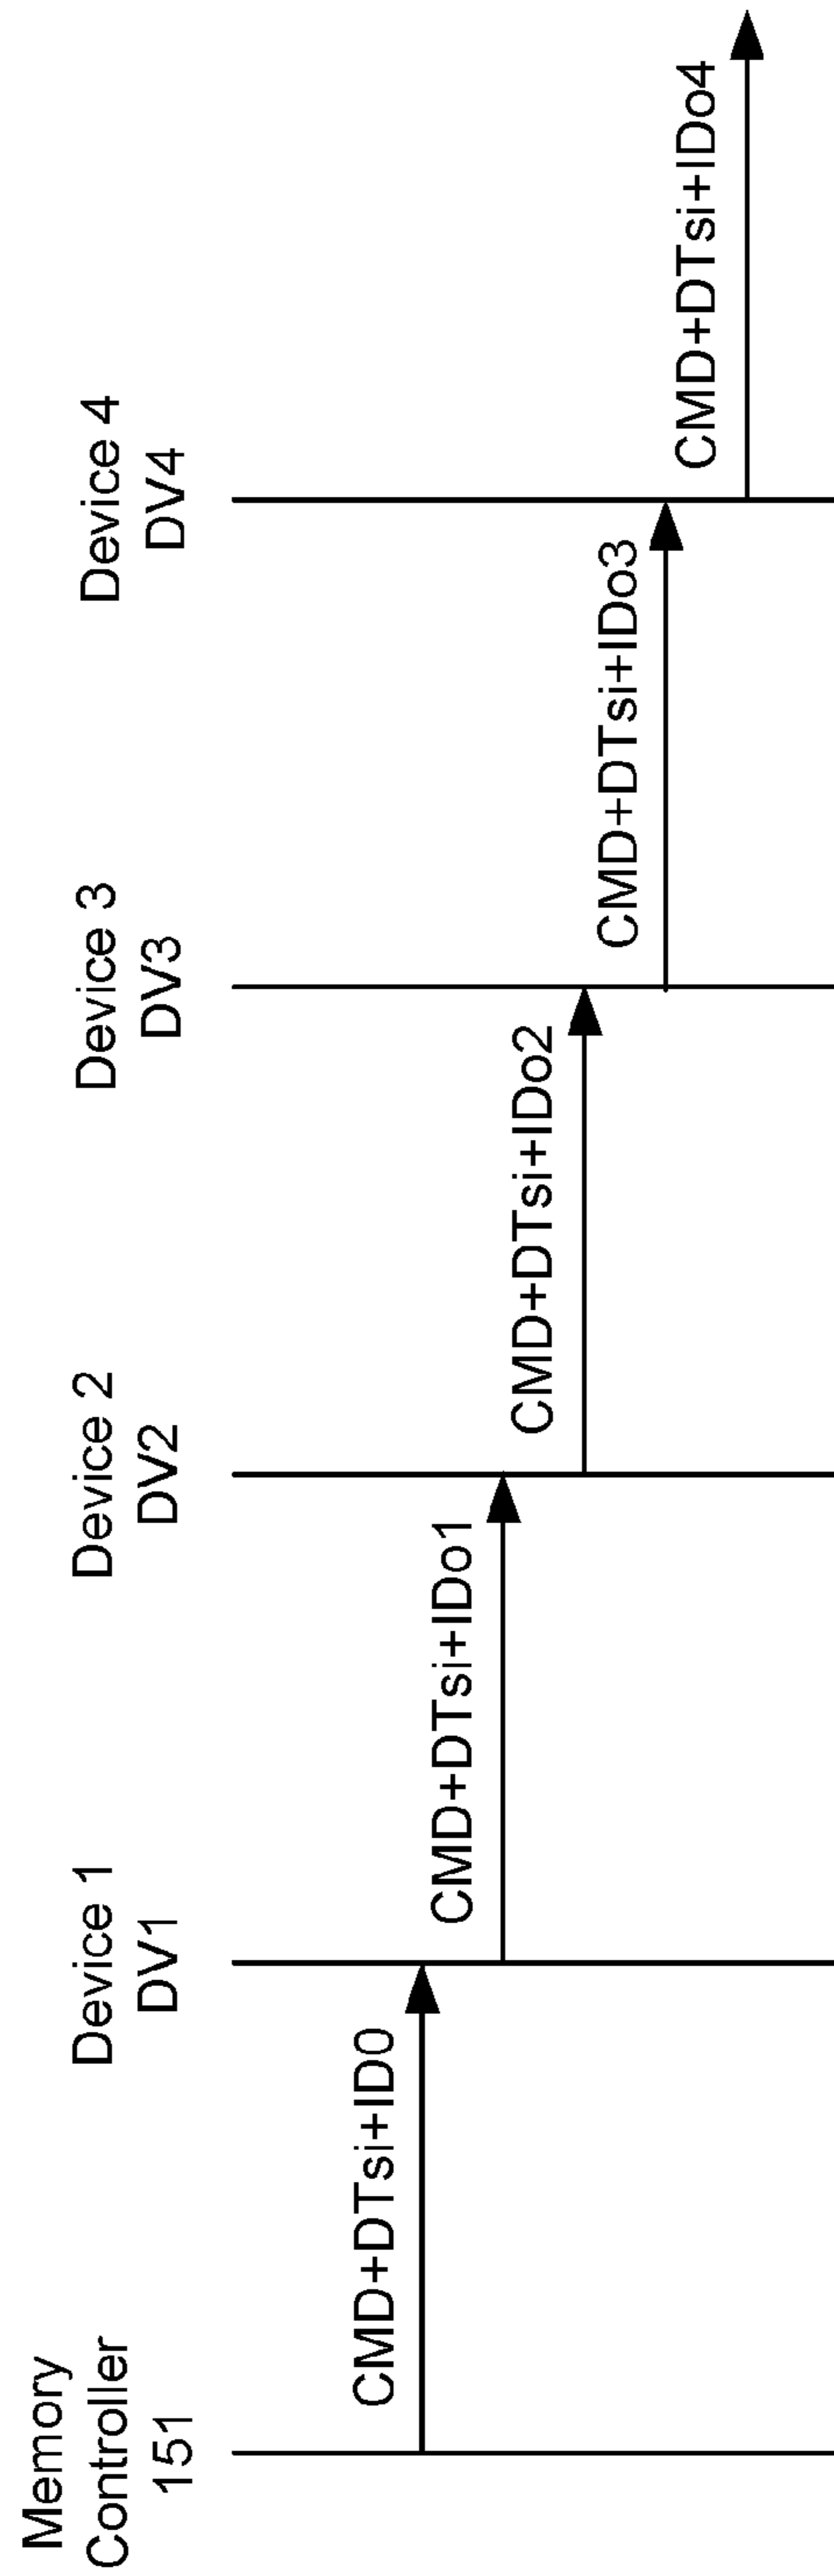 Memory
Controller
151
Device 1
DV1
Device 2
DV2
Device 3
DV3
Device 4
DV4
CMD+DTsi+ID0
CMD+DTsi+IDo1
CMD+DTsi+IDo2
CMD+DTsi+IDo3
CMD+DTsi+IDo4